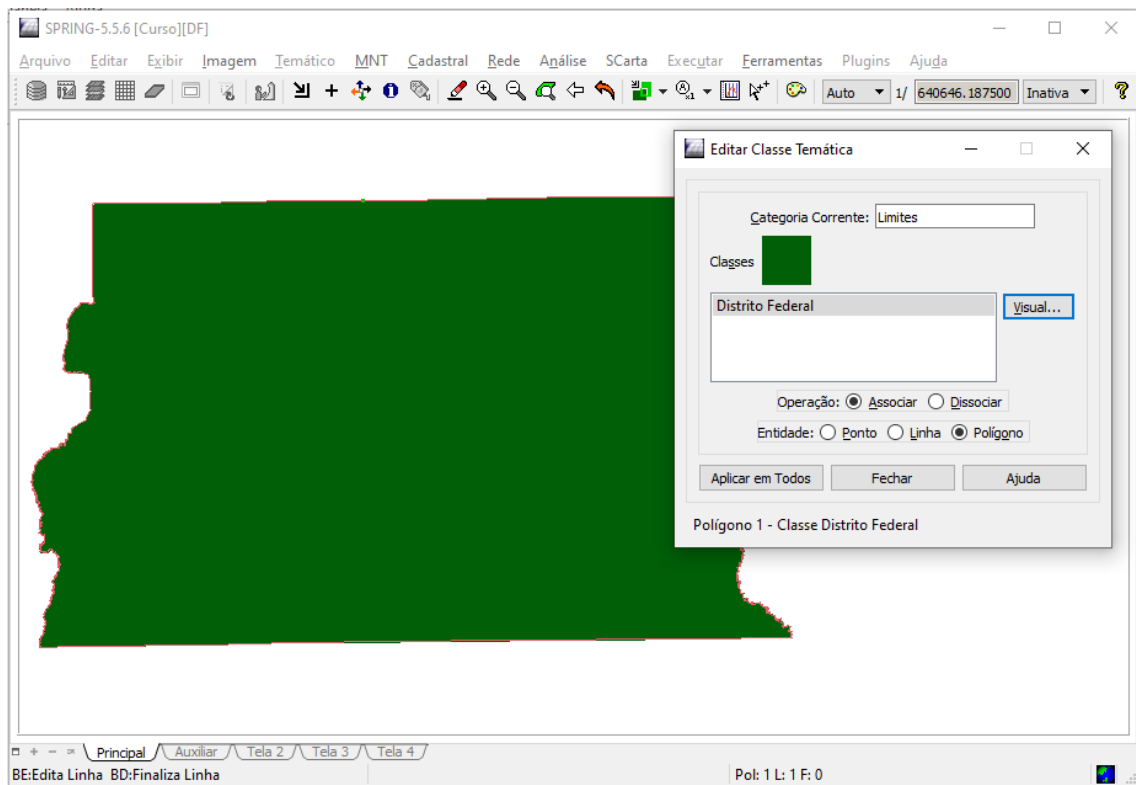 SPRING-5.5.6 [Curso][DF]
Arquivo Editar Exibir Imagem Temático MNT Cadastral Rede Análise SCarta Executar Ferramentas Plugins Ajuda
Auto 1/ 640646.187500 Inativa
Editar Classe Temática
Categoria Corrente: Limites
Classes
Distrito Federal
Visual...
Operação: Associar Dissociar
Entidade: Ponto Linha Polígono
Aplicar em Todos Fechar Ajuda
Polígono 1 - Classe Distrito Federal
Principal Auxiliar Tela 2 Tela 3 Tela 4
BE:Edita Linha BD:Finaliza Linha Pol: 1 L: 1 F: 0